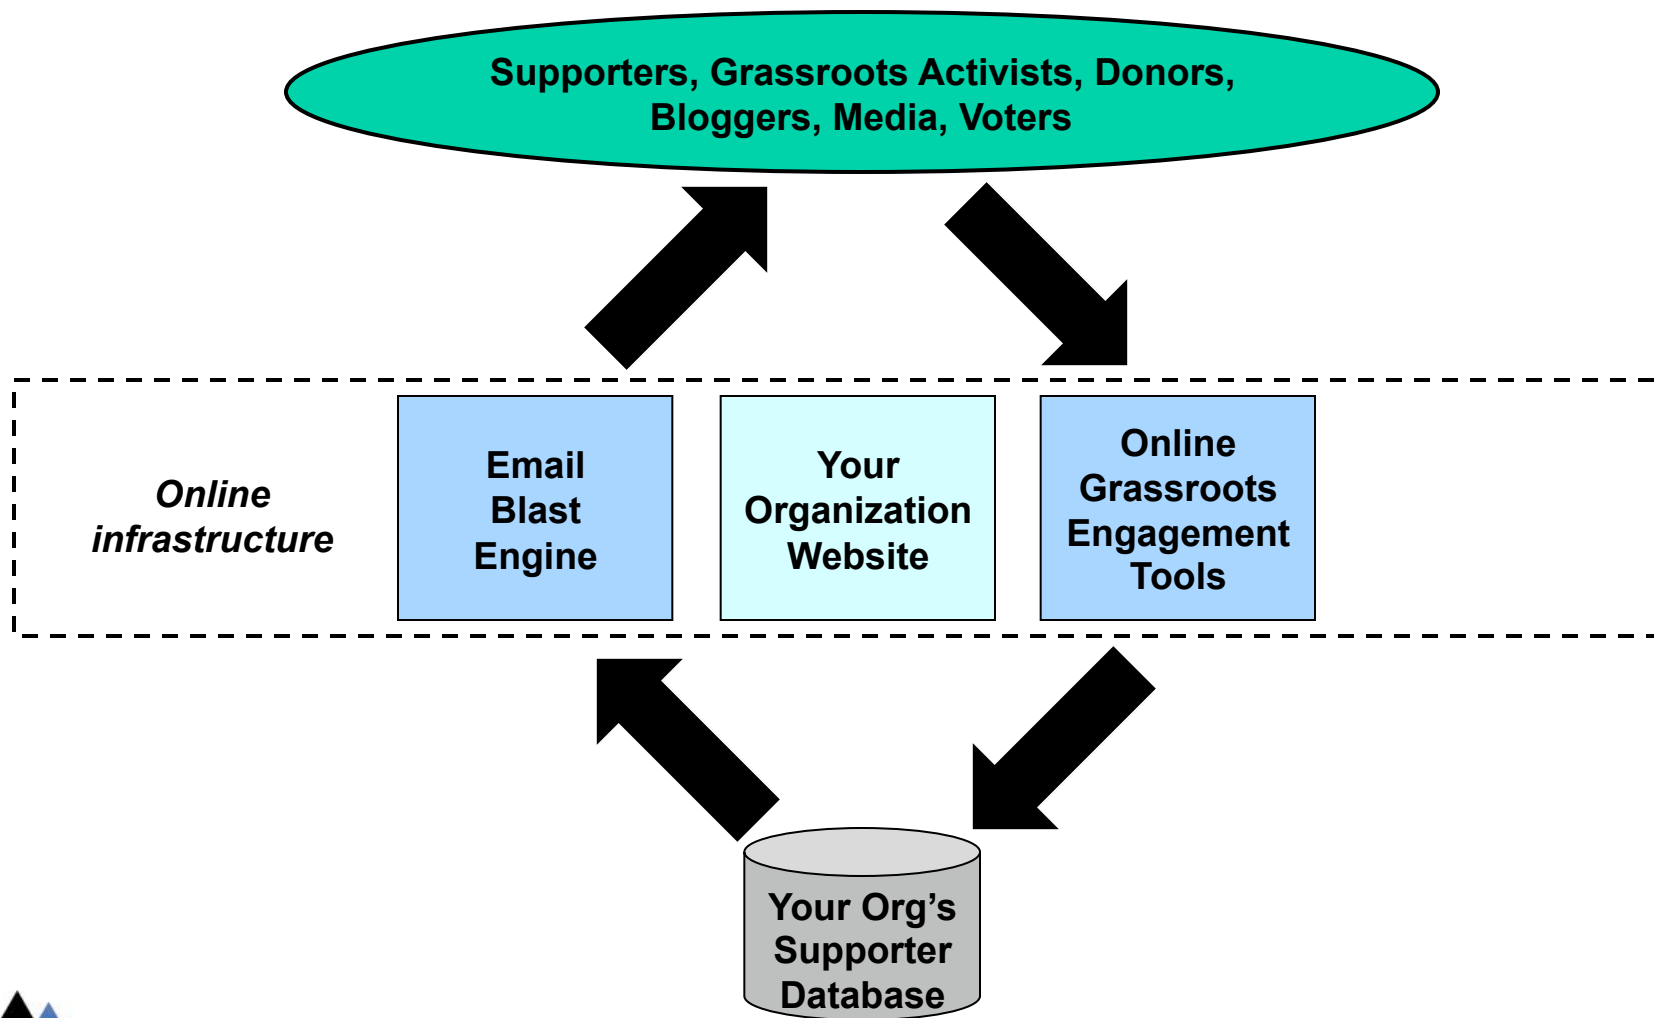 Supporters, Grassroots Activists, Donors,
Bloggers, Media, Voters
Online
infrastructure
Email
Blast
Engine
Your
Organization
Website
Online
Grassroots
Engagement
Tools
Your Org’s
Supporter
Database